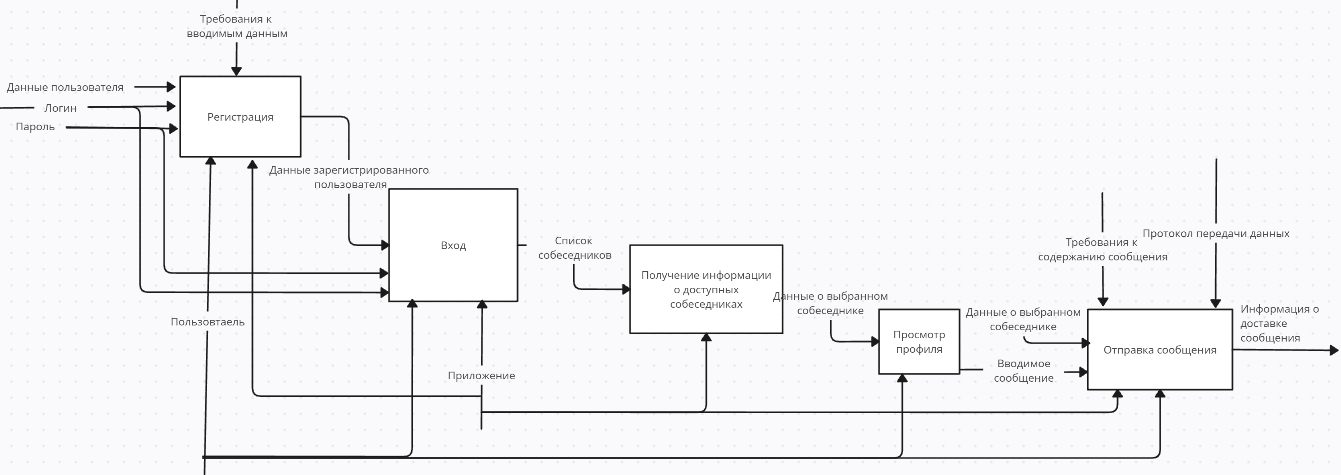 Требования к
вводимым данным
Данные пользователя
Логин
Пароль
Регистрация
Данные зарегистрированного
пользователя
Вход
Список
собеседников
Получение информации
о доступных
собеседниках
Данные о выбранном
собеседнике
Просмотр
профиля
Данные о выбранном
собеседнике
Вводимое
сообщение
Требования к
содержанию сообщения
Протокол передачи данных
Отправка сообщения
Информация о
доставке
сообщения
Пользовтаель
Приложение